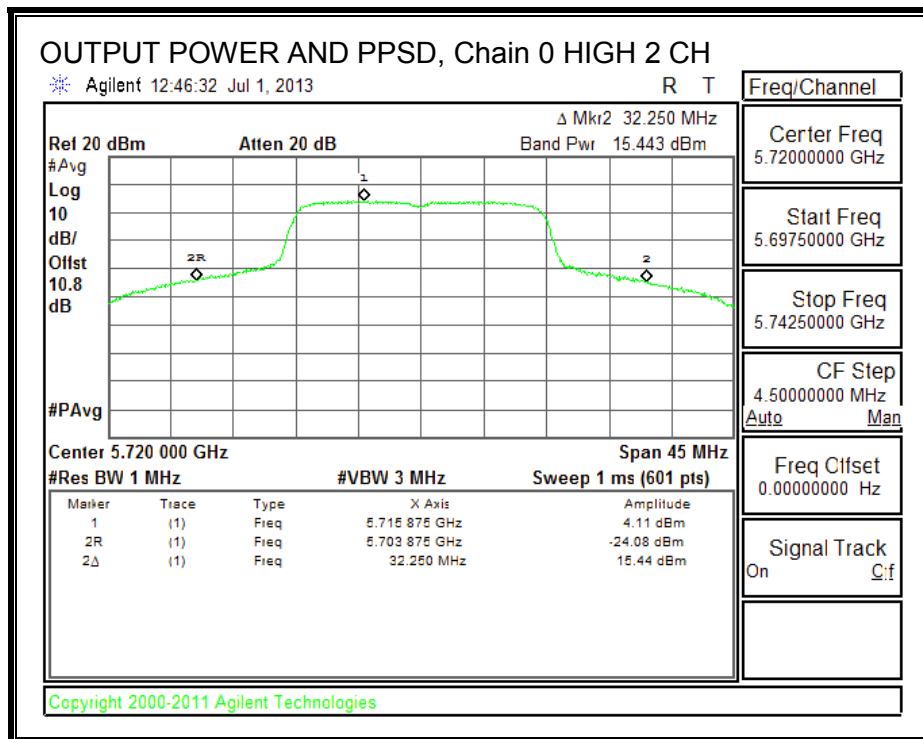 OUTPUT POWER AND PPSD, Chain 0 HIGH 2 CH
Agilent 12:46:32 Jul 1, 2013 R T
Freq/Channel
Δ Mkr2 32.250 MHz
Ref 20 dBm Atten 20 dB Band Pwr 15.443 dBm
#Avg
Log
10
dB/
Offst
10.8
dB
#PAvg
1
2R
2
Center 5.720 000 GHz Span 45 MHz
#Res BW 1 MHz #VBW 3 MHz Sweep 1 ms (601 pts)
Marker Trace Type X Axis Amplitude
1 (1) Freq 5.715 875 GHz 4.11 dBm
2R (1) Freq 5.703 875 GHz -24.08 dBm
2Δ (1) Freq 32.250 MHz 15.44 dBm
Center Freq
5.72000000 GHz
Start Freq
5.69750000 GHz
Stop Freq
5.74250000 GHz
CF Step
4.50000000 MHz
Auto Man
Freq Offset
0.00000000 Hz
Signal Track
On Off
Copyright 2000-2011 Agilent Technologies